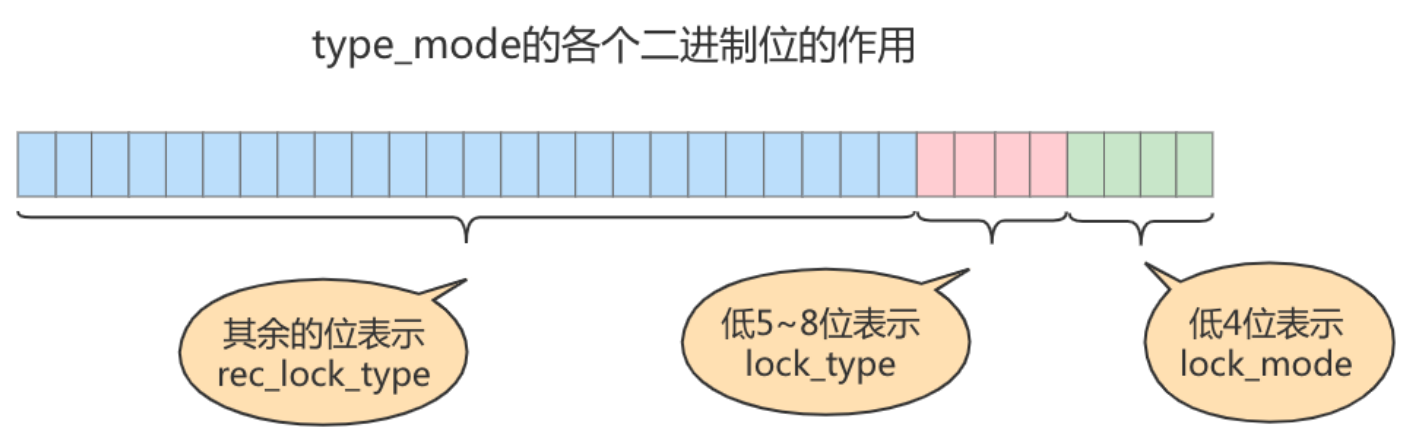 type_mode的各个二进制位的作用
其余的位表示
rec_lock_type
低5~8位表示
lock_type
低4位表示
lock_mode